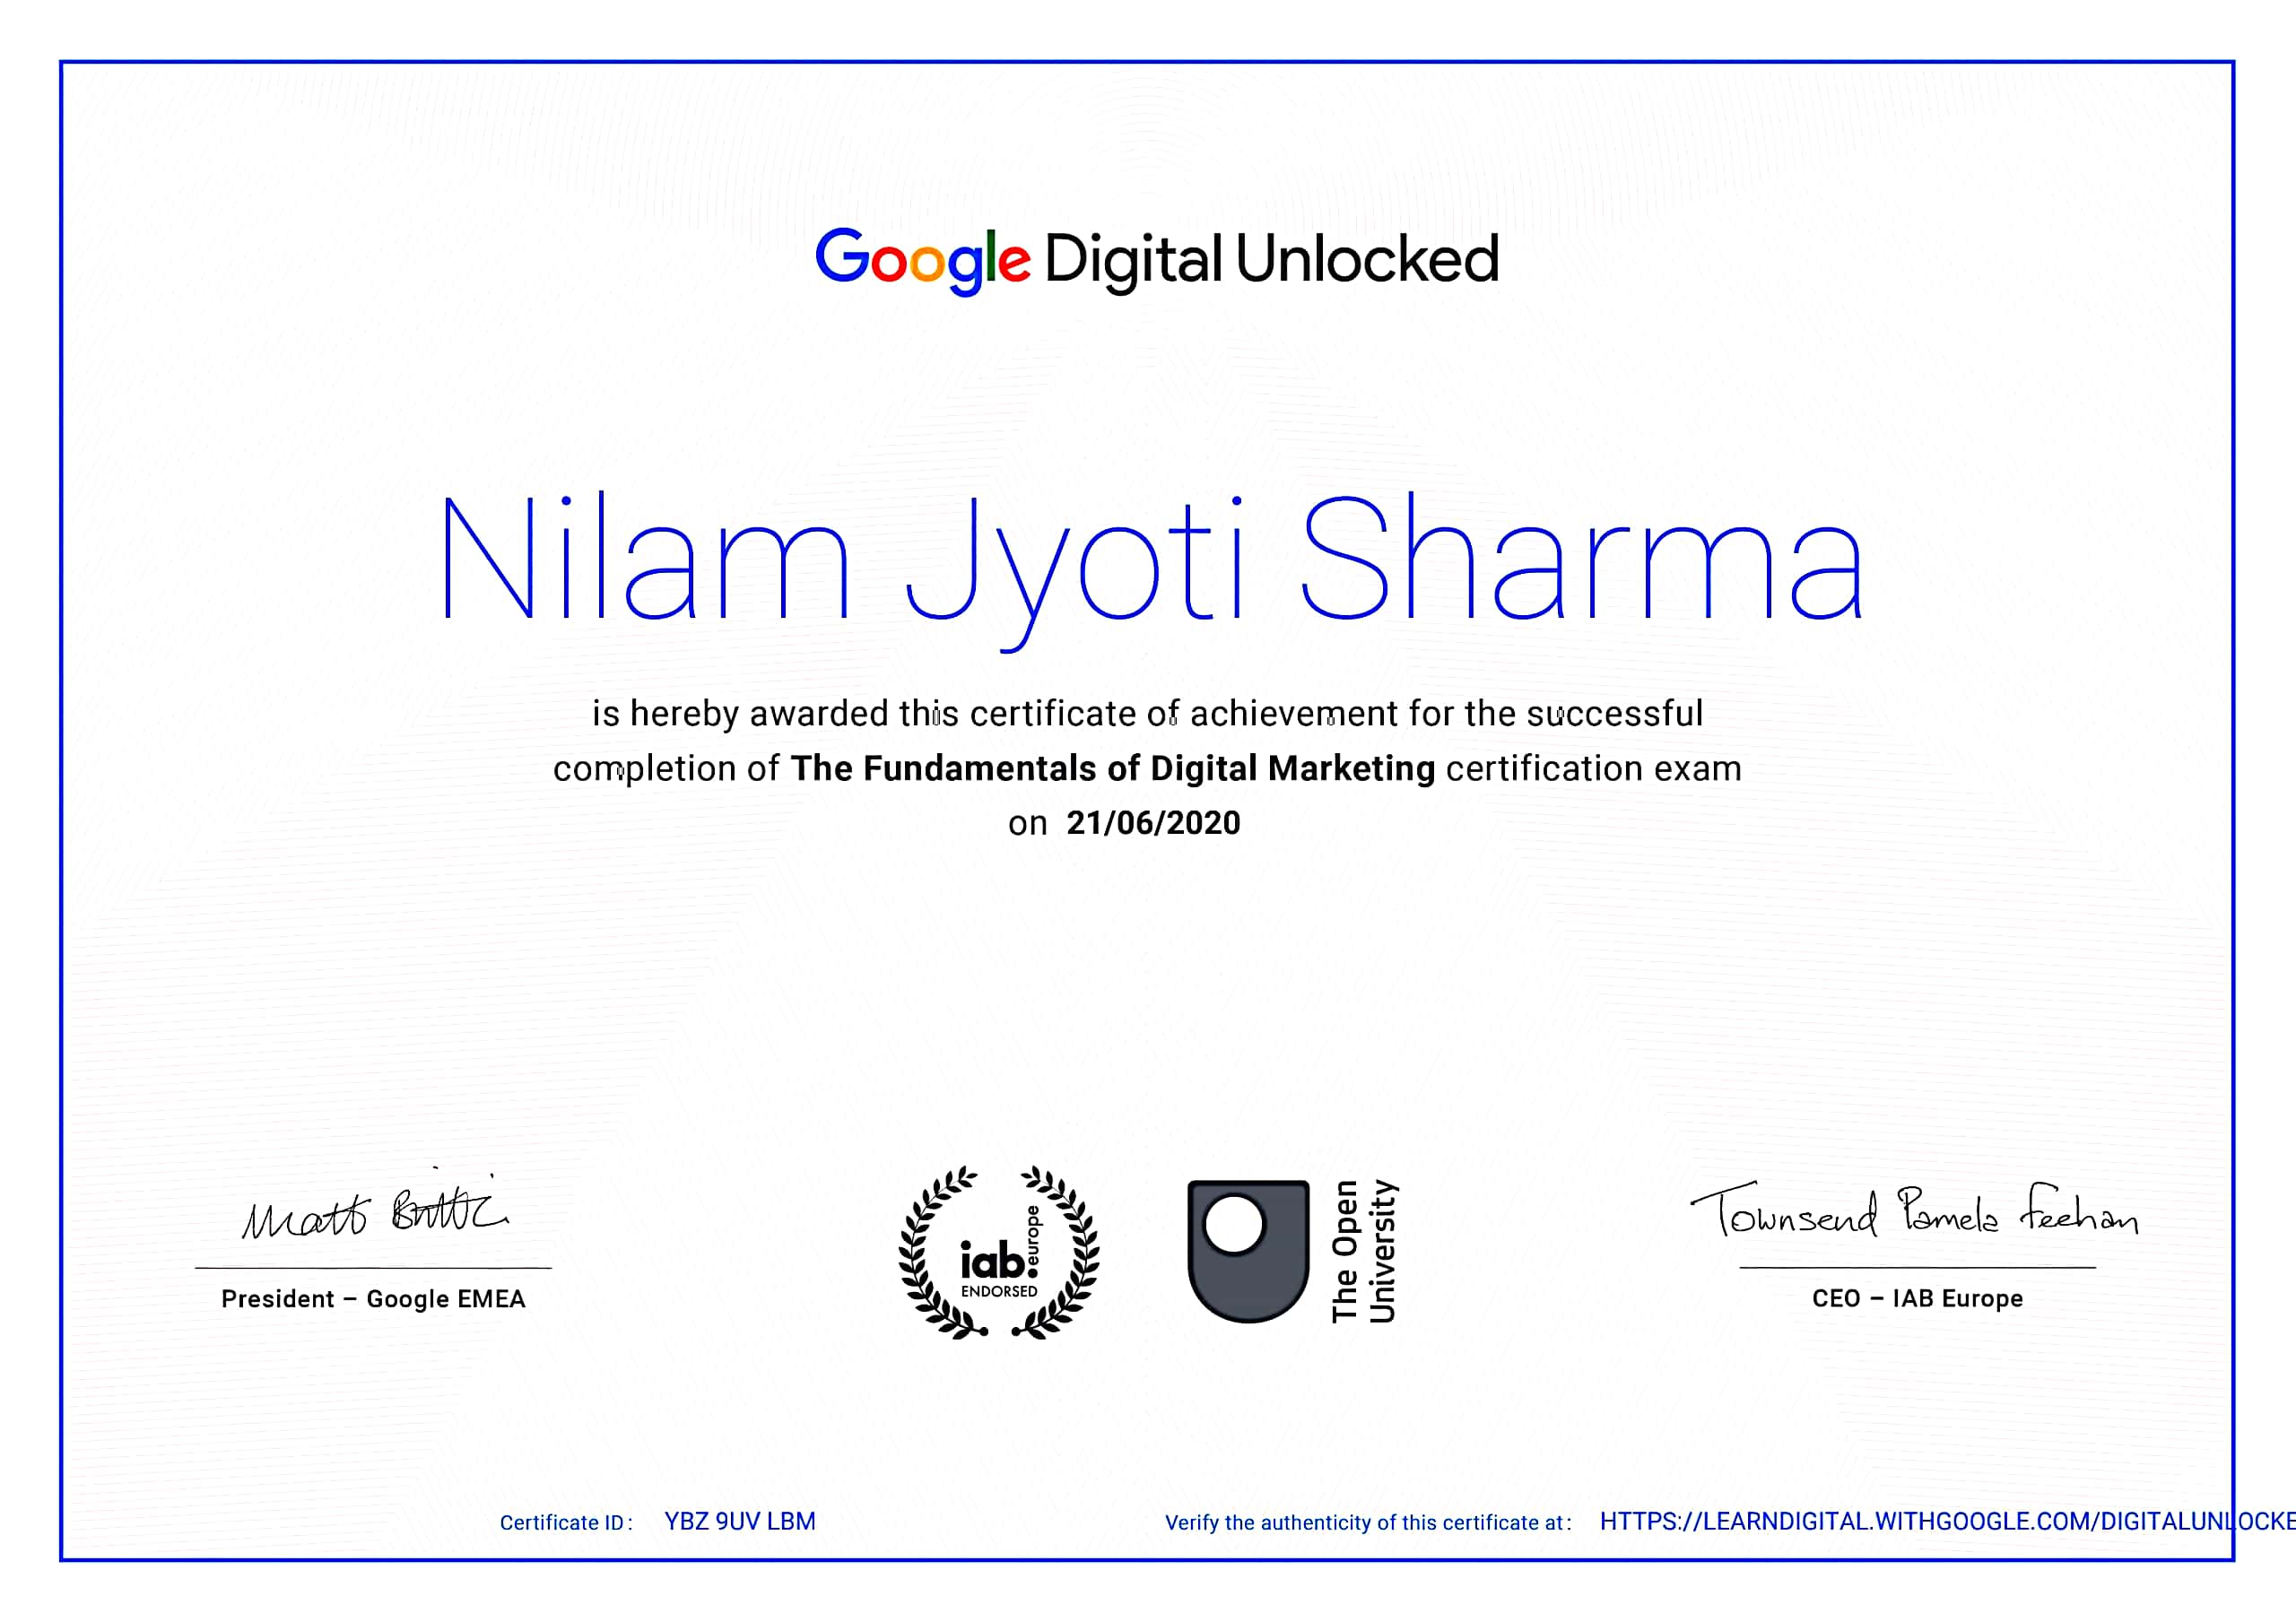 Google Digital Unlocked
Nilam Jyoti Sharma
is hereby awarded this certificate of achievement for the successful
completion of The Fundamentals of Digital Marketing certification exam
on 21/06/2020
Matt Brittin
President – Google EMEA
iab.europe
ENDORSED
The Open
University
Townsend Pamela Feehan
CEO – IAB Europe
Certificate ID : YBZ 9UV LBM
Verify the authenticity of this certificate at : HTTPS://LEARNDIGITAL.WITHGOOGLE.COM/DIGITALUNLOCKE